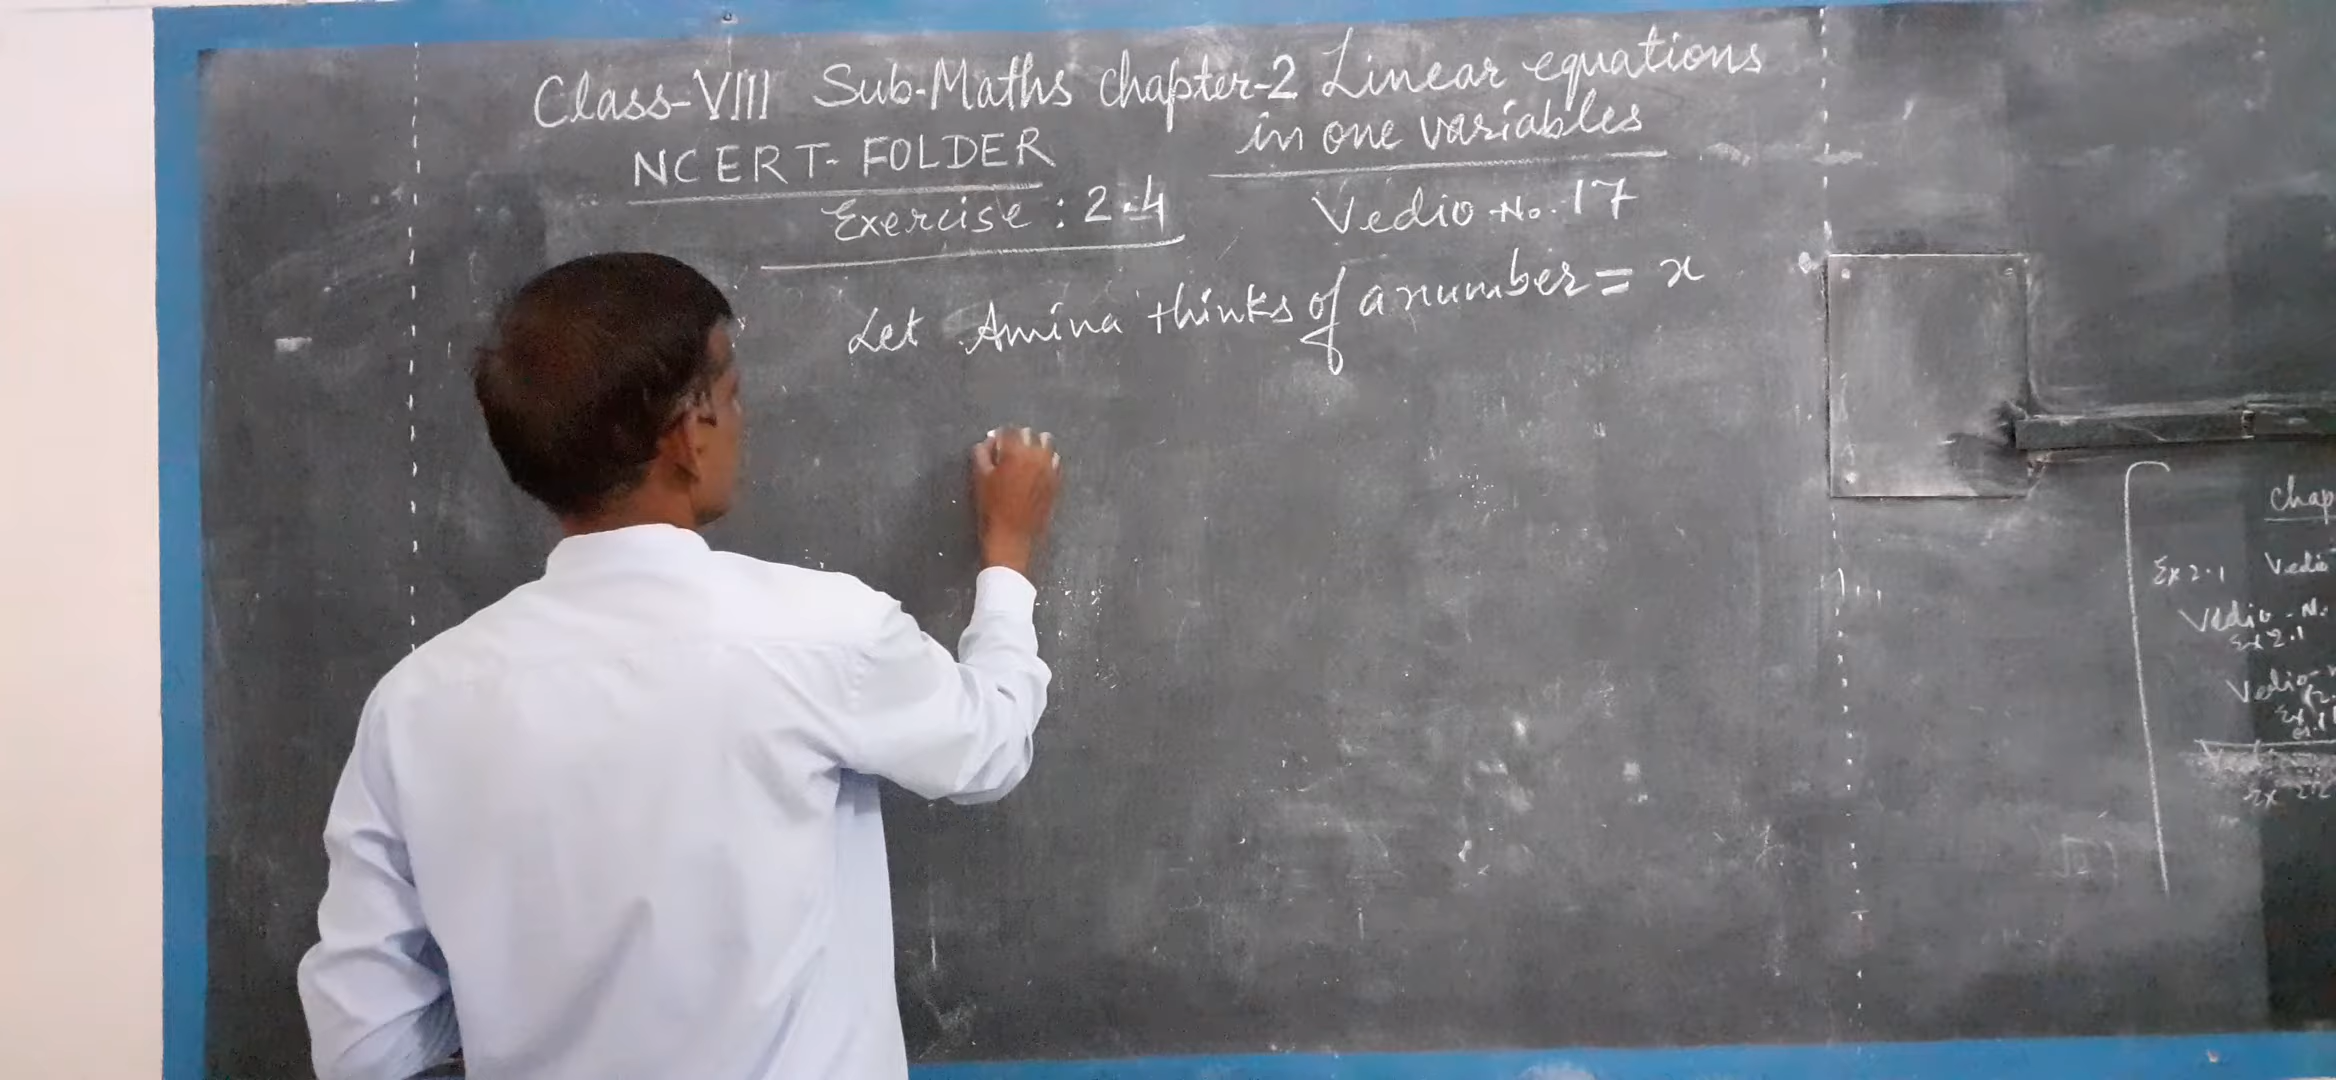 Class-VIII Sub-Maths Chapter-2 Linear equations
in one variables
NCERT-FOLDER
Exercise : 2.4 Vedio No. 17
Let Amina thinks of a number = x
Chap
Ex 2.1 Vedio
Vedio - N.
Ex 2.1
Vedio